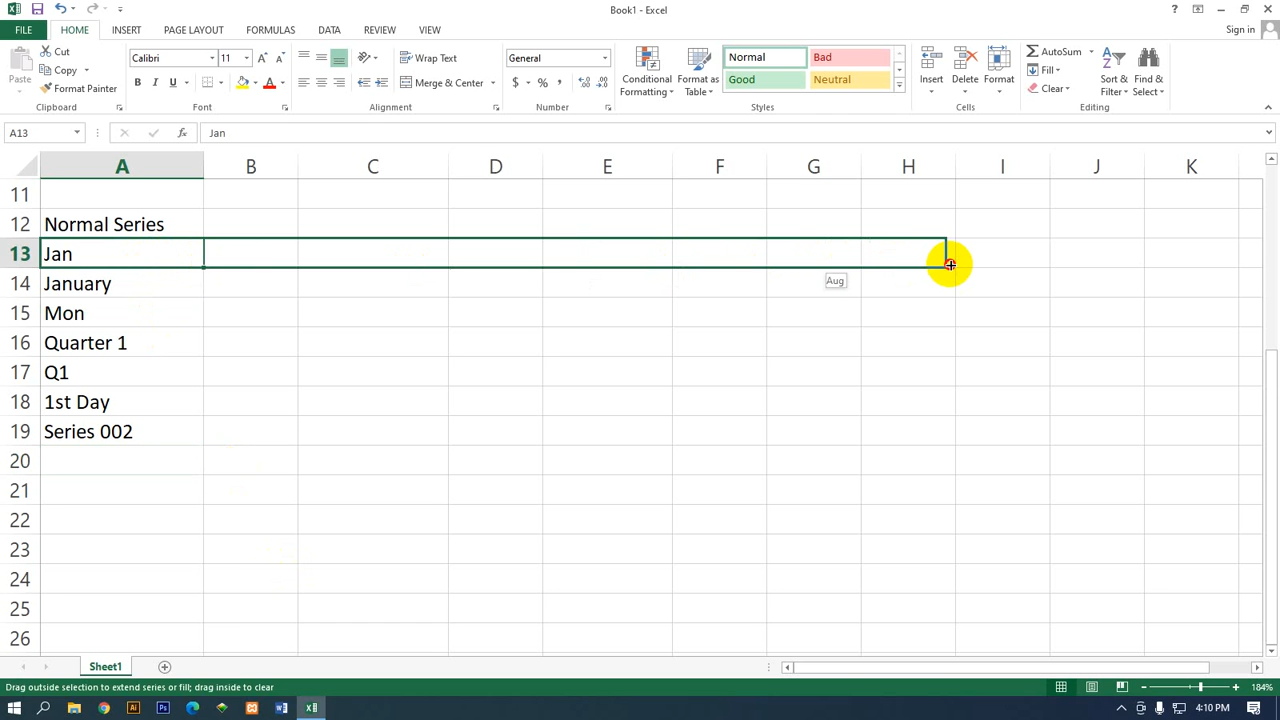 Book1 - Excel
FILE HOME INSERT PAGE LAYOUT FORMULAS DATA REVIEW VIEW Sign in
Paste
Cut
Copy
Format Painter
Clipboard
Calibri 11
B I U
Font
Wrap Text
Merge & Center
Alignment
General
$ % ,
Number
Conditional Formatting
Format as Table
Normal Bad
Good Neutral
Styles
Insert Delete Format
Cells
AutoSum
Fill
Clear
Sort & Filter
Find & Select
Editing
A13 fx Jan
A B C D E F G H I J K
11
12 Normal Series
13 Jan
Aug
14 January
15 Mon
16 Quarter 1
17 Q1
18 1st Day
19 Series 002
20
21
22
23
24
25
26
Sheet1
Drag outside selection to extend series or fill; drag inside to clear
184%
4:10 PM